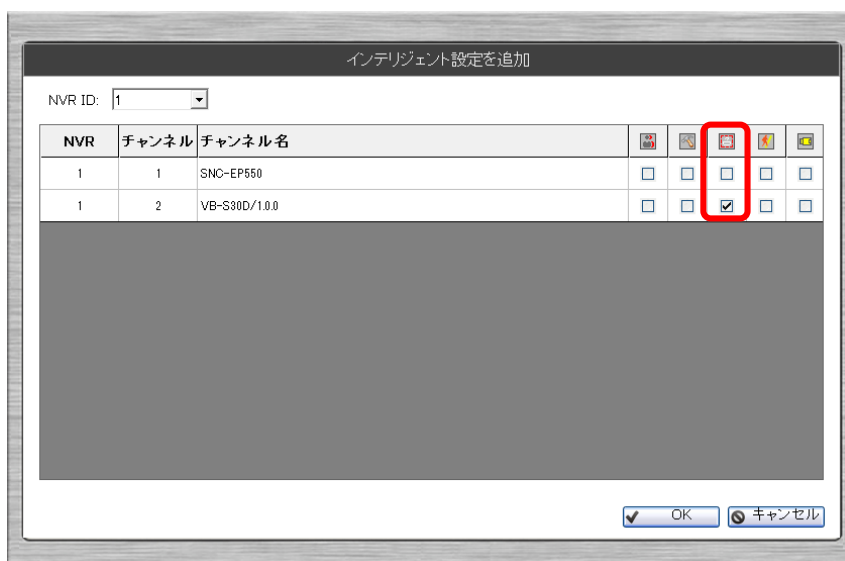 インテリジェント設定を追加
NVR ID: 1
NVR チャンネル チャンネル名
1 1 SNC-EP550
1 2 VB-S30D/1.0.0
OK キャンセル